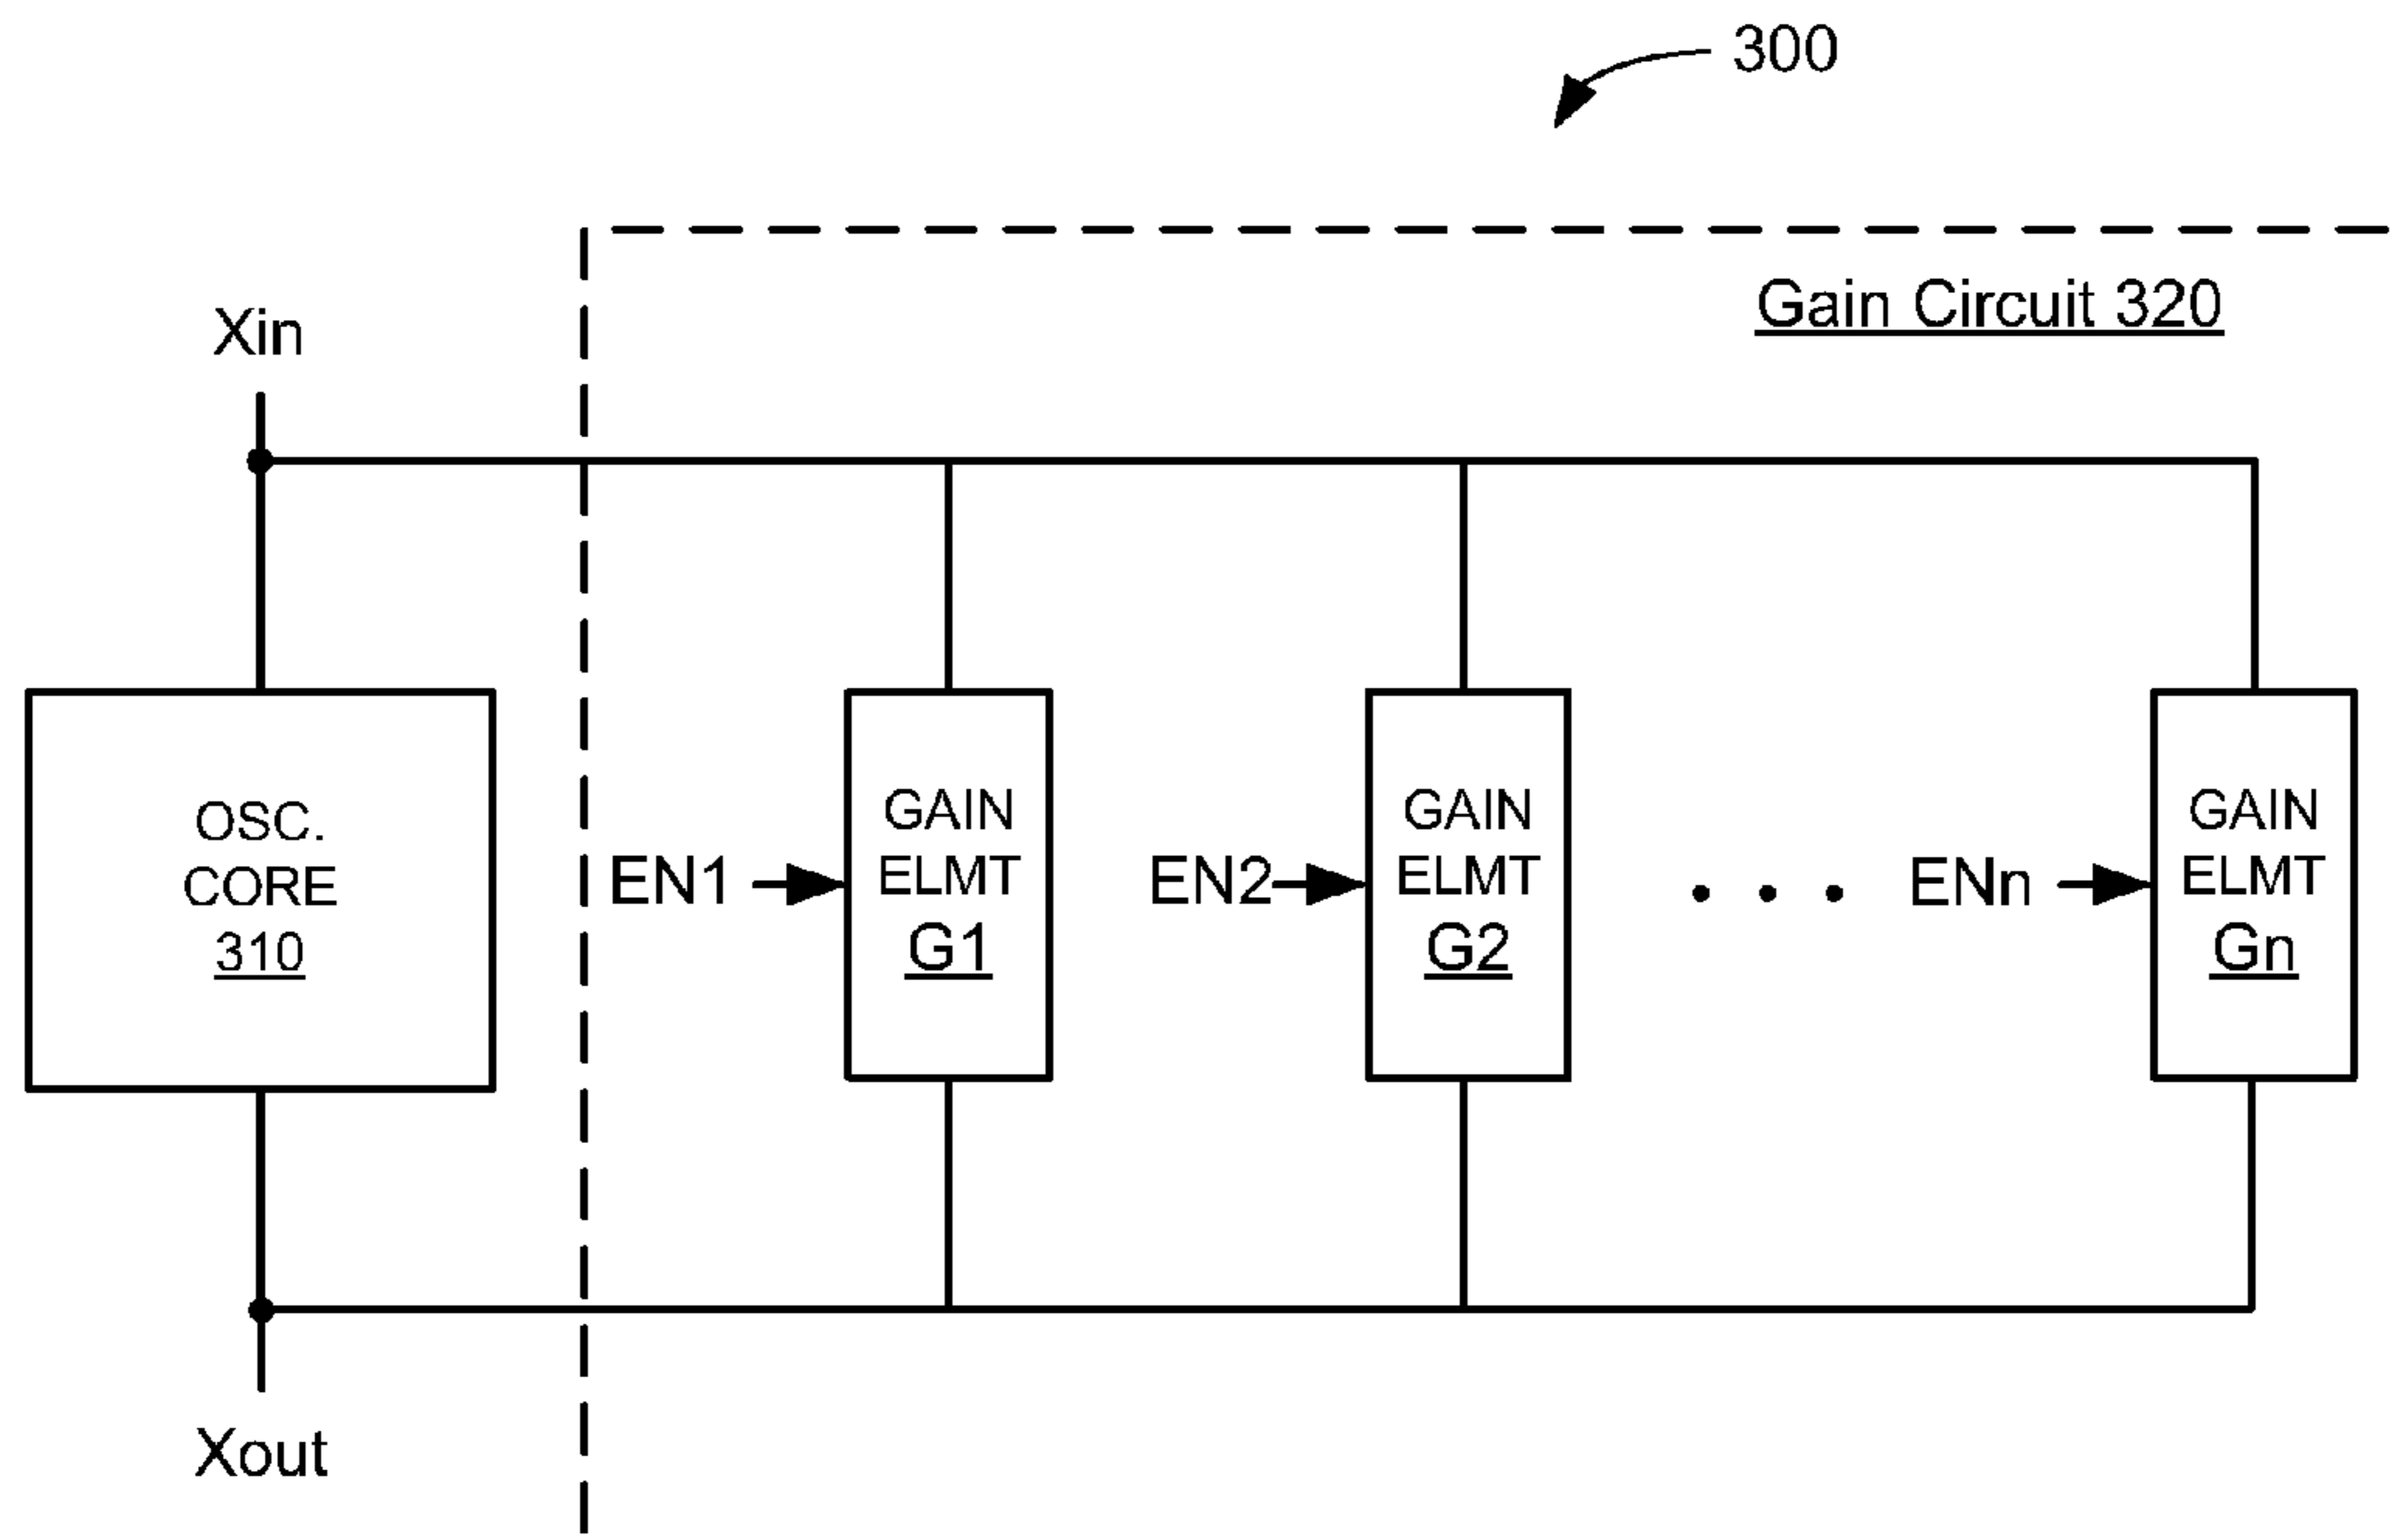 300
Gain Circuit 320
Xin
OSC.
CORE
310
EN1
GAIN
ELMT
G1
EN2
GAIN
ELMT
G2
. . .
ENn
GAIN
ELMT
Gn
Xout